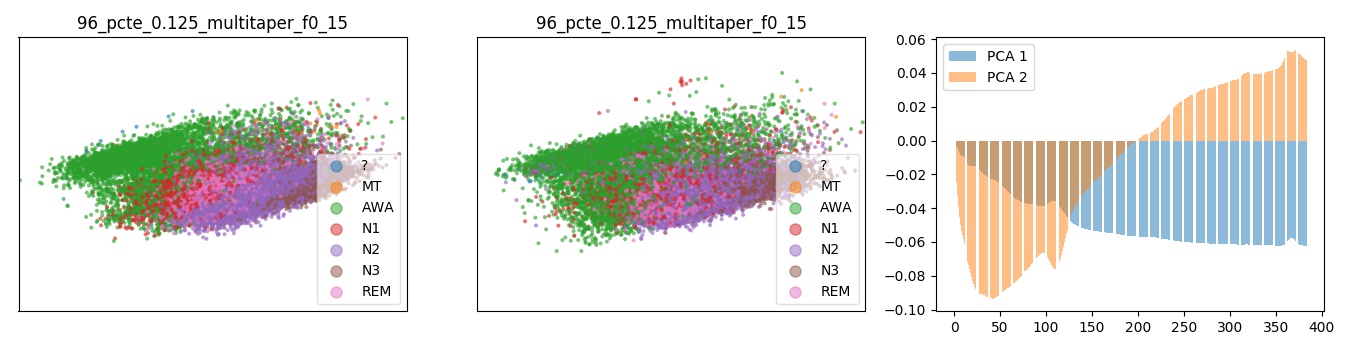 96_pcte_0.125_multitaper_f0_15
?
MT
AWA
N1
N2
N3
REM
96_pcte_0.125_multitaper_f0_15
?
MT
AWA
N1
N2
N3
REM
PCA 1
PCA 2
0.06
0.04
0.02
0.00
−0.02
−0.04
−0.06
−0.08
−0.10
0 50 100 150 200 250 300 350 400